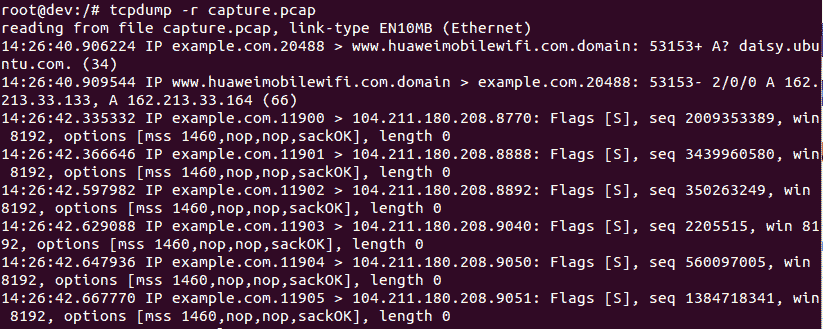 root@dev:/# tcpdump -r capture.pcap
reading from file capture.pcap, link-type EN10MB (Ethernet)
14:26:40.906224 IP example.com.20488 > www.huaweimobilewifi.com.domain: 53153+ A? daisy.ubu
ntu.com. (34)
14:26:40.909544 IP www.huaweimobilewifi.com.domain > example.com.20488: 53153- 2/0/0 A 162.
213.33.133, A 162.213.33.164 (66)
14:26:42.335332 IP example.com.11900 > 104.211.180.208.8770: Flags [S], seq 2009353389, win
 8192, options [mss 1460,nop,nop,sackOK], length 0
14:26:42.366646 IP example.com.11901 > 104.211.180.208.8888: Flags [S], seq 3439960580, win
 8192, options [mss 1460,nop,nop,sackOK], length 0
14:26:42.597982 IP example.com.11902 > 104.211.180.208.8892: Flags [S], seq 350263249, win 
8192, options [mss 1460,nop,nop,sackOK], length 0
14:26:42.629088 IP example.com.11903 > 104.211.180.208.9040: Flags [S], seq 2205515, win 81
92, options [mss 1460,nop,nop,sackOK], length 0
14:26:42.647936 IP example.com.11904 > 104.211.180.208.9050: Flags [S], seq 560097005, win 
8192, options [mss 1460,nop,nop,sackOK], length 0
14:26:42.667770 IP example.com.11905 > 104.211.180.208.9051: Flags [S], seq 1384718341, win
 8192, options [mss 1460,nop,nop,sackOK], length 0